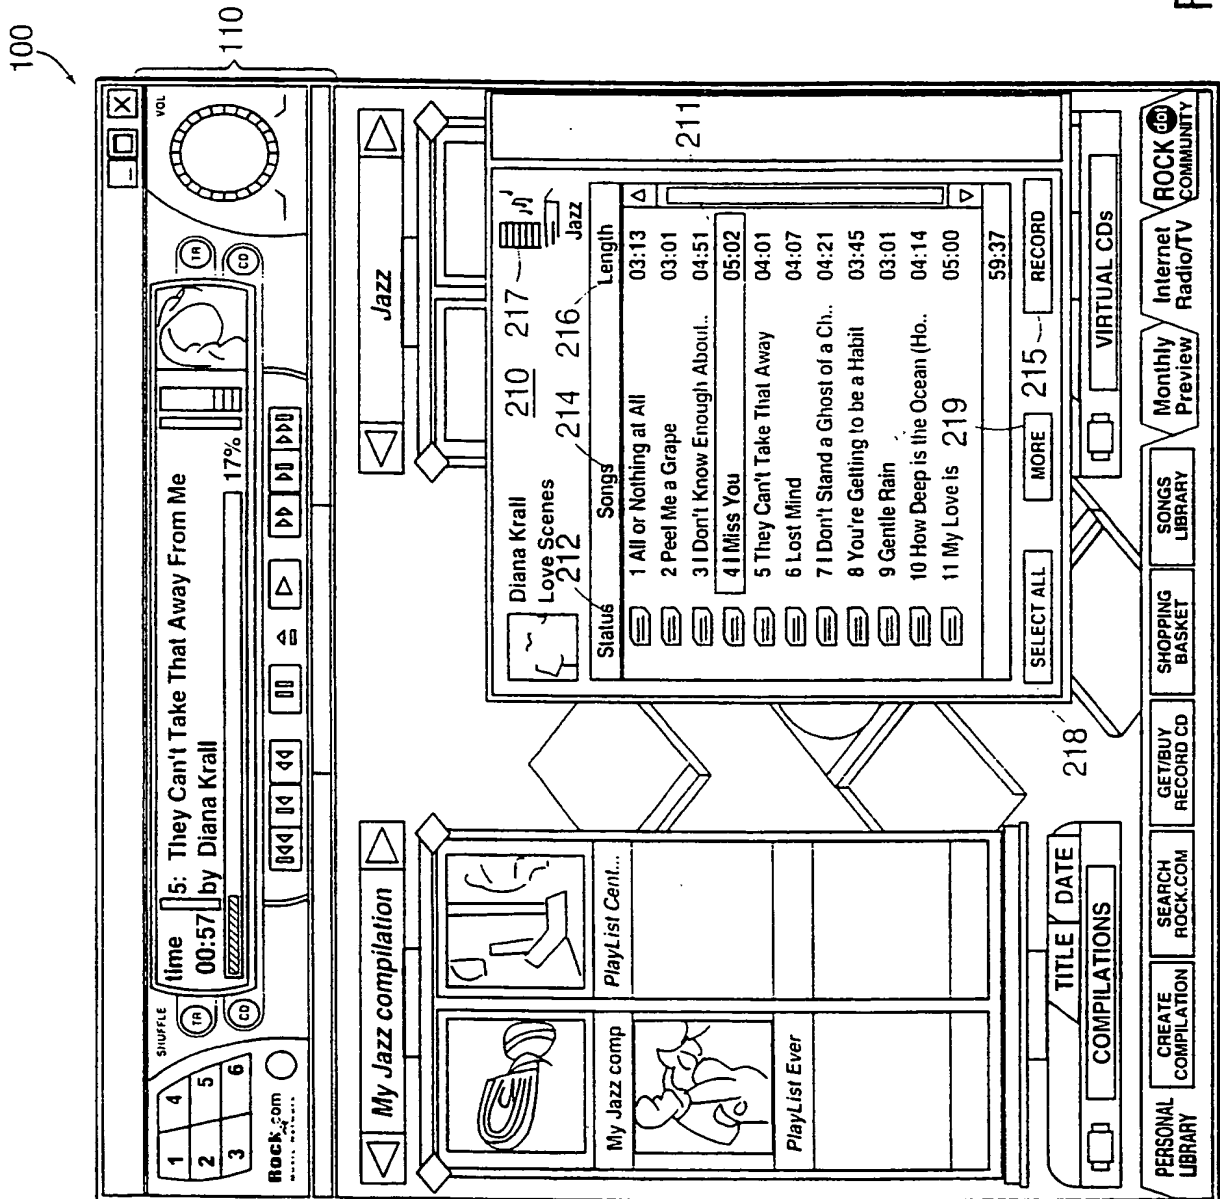 100
110
VOL
SHUFFLE
1 4
2 5
3 6
TR
CD
time 5: They Can't Take That Away From Me
00:57 by Diana Krall
17%
TR
CD
Rock.com
My Jazz compilation
Jazz
My Jazz comp
PlayList Cent..
PlayList Ever
Diana Krall
Love Scenes
210
217
Jazz
212
214
216
211
Status Songs Length
1 All or Nothing at All 03:13
2 Peel Me a Grape 03:01
3 I Don't Know Enough About.. 04:51
4 I Miss You 05:02
5 They Can't Take That Away 04:01
6 Lost Mind 04:07
7 I Don't Stand a Ghost of a Ch.. 04:21
8 You're Getting to be a Habit 03:45
9 Gentle Rain 03:01
10 How Deep is the Ocean (Ho.. 04:14
11 My Love is 05:00
219
59:37
215
SELECT ALL MORE RECORD
218
TITLE DATE
COMPILATIONS
VIRTUAL CDs
PERSONAL LIBRARY
CREATE COMPILATION
SEARCH ROCK.COM
GET/BUY RECORD CD
SHOPPING BASKET
SONGS LIBRARY
Monthly Preview
Internet Radio/TV
ROCK dot COMMUNITY